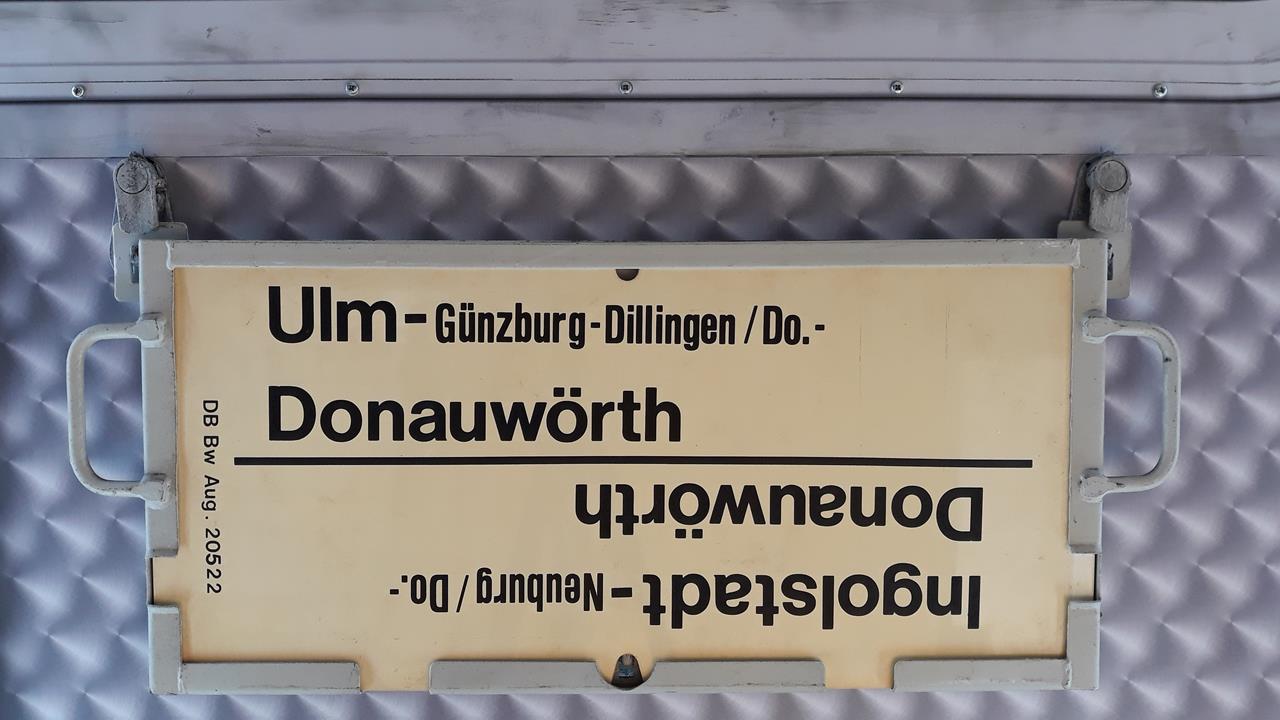 Ulm - Günzburg - Dillingen / Do. -
Donauwörth
Ingolstadt - Neuburg / Do. -
Donauwörth
DB Bw Aug. 20522